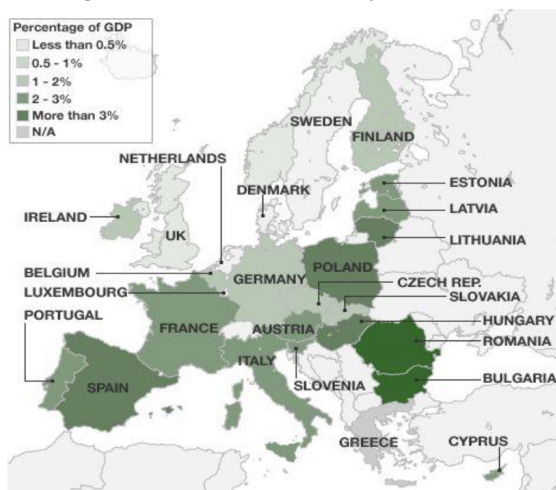 Percentage of GDP
Less than 0.5%
0.5 - 1%
1 - 2%
2 - 3%
More than 3%
N/A
SWEDEN
FINLAND
NETHERLANDS
DENMARK
ESTONIA
IRELAND
LATVIA
UK
LITHUANIA
BELGIUM
POLAND
CZECH REP.
GERMANY
LUXEMBOURG
SLOVAKIA
PORTUGAL
HUNGARY
FRANCE
AUSTRIA
ROMANIA
ITALY
SPAIN
SLOVENIA
BULGARIA
GREECE
CYPRUS